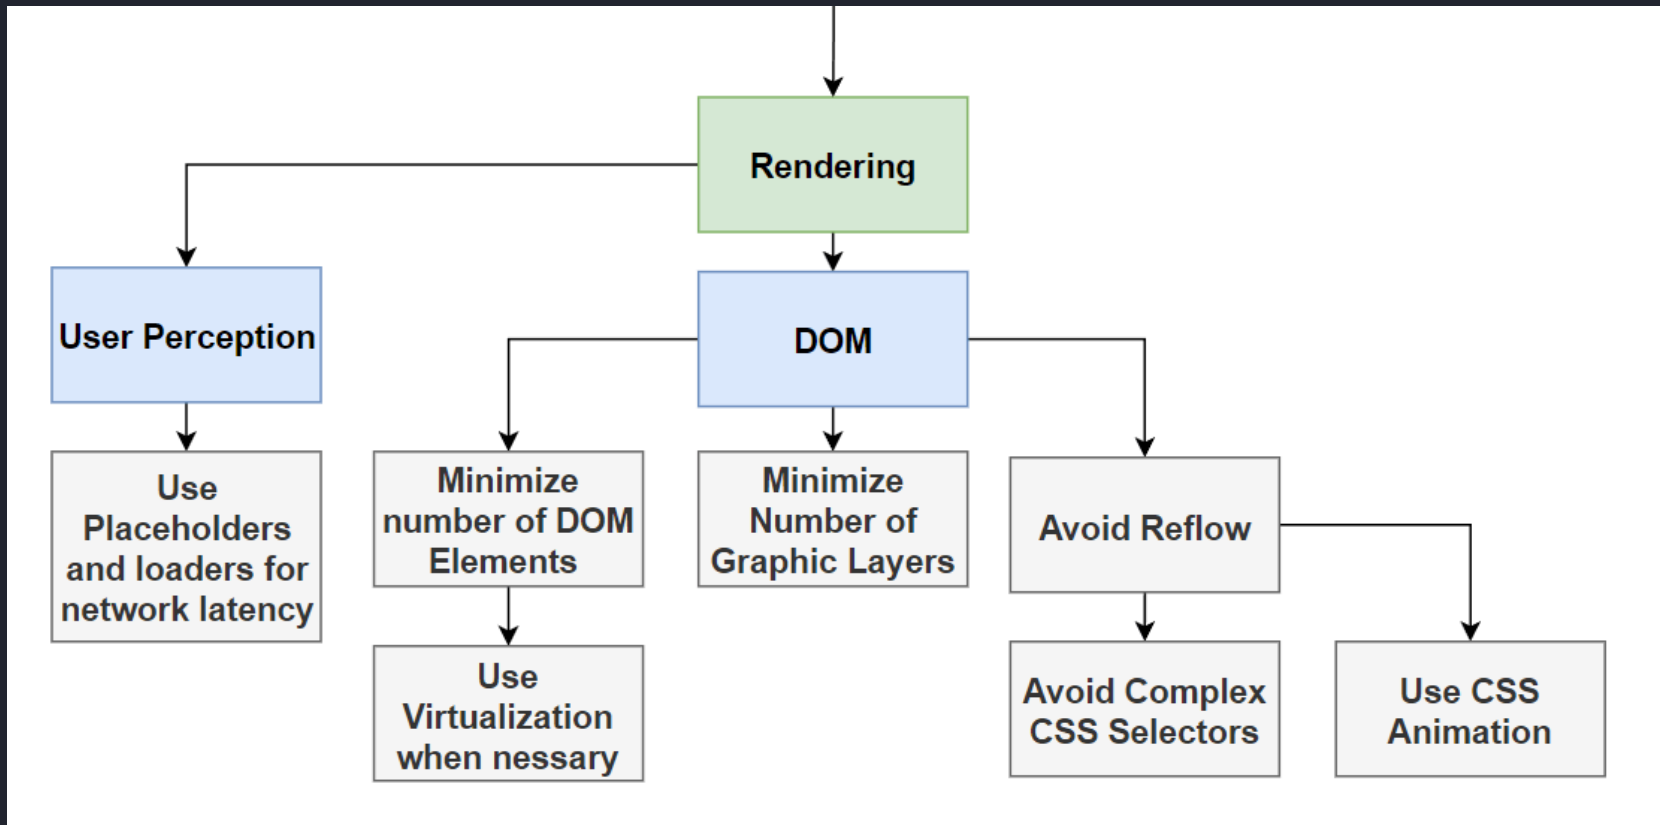 Rendering
User Perception
DOM
Use
Placeholders
and loaders for
network latency
Minimize
number of DOM
Elements
Minimize
Number of
Graphic Layers
Avoid Reflow
Use
Virtualization
when nessary
Avoid Complex
CSS Selectors
Use CSS
Animation